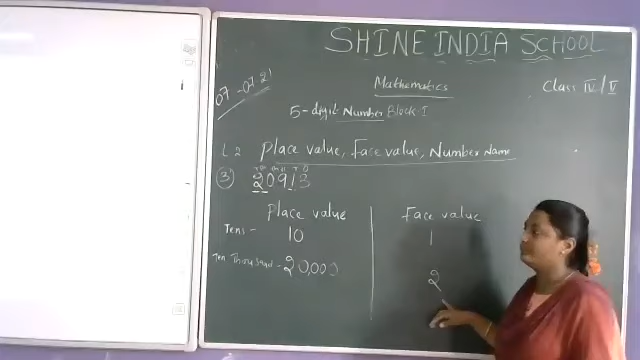 SHINE INDIA SCHOOL
07-07-21
Mathematics
Class IV/V
5-digit Number Block-I
L2 Place value, Face value, Number Name
③ 20913
Place value Face value
Tens - 10 1
Ten Thousand - 20,000 2